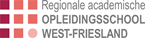 Regionale academische
OPLEIDINGSSCHOOL
WEST-FRIESLAND